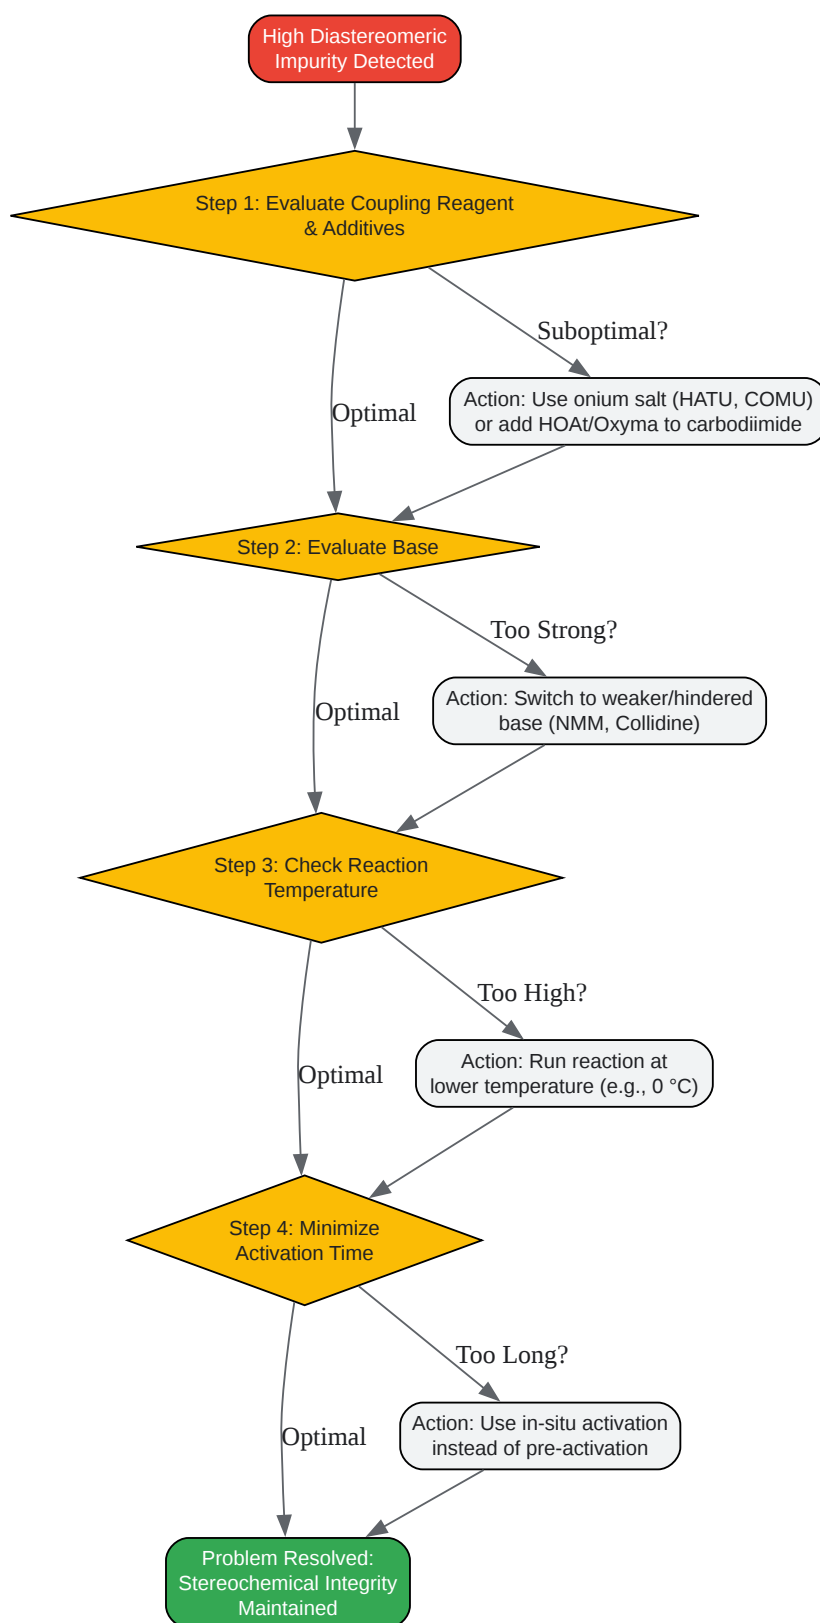 High Diastereomeric
Impurity Detected
Step 1: Evaluate Coupling Reagent
& Additives
Suboptimal?
Optimal
Action: Use onium salt (HATU, COMU)
or add HOAt/Oxyma to carbodiimide
Step 2: Evaluate Base
Too Strong?
Optimal
Action: Switch to weaker/hindered
base (NMM, Collidine)
Step 3: Check Reaction
Temperature
Too High?
Optimal
Action: Run reaction at
lower temperature (e.g., 0 °C)
Step 4: Minimize
Activation Time
Too Long?
Optimal
Action: Use in-situ activation
instead of pre-activation
Problem Resolved:
Stereochemical Integrity
Maintained